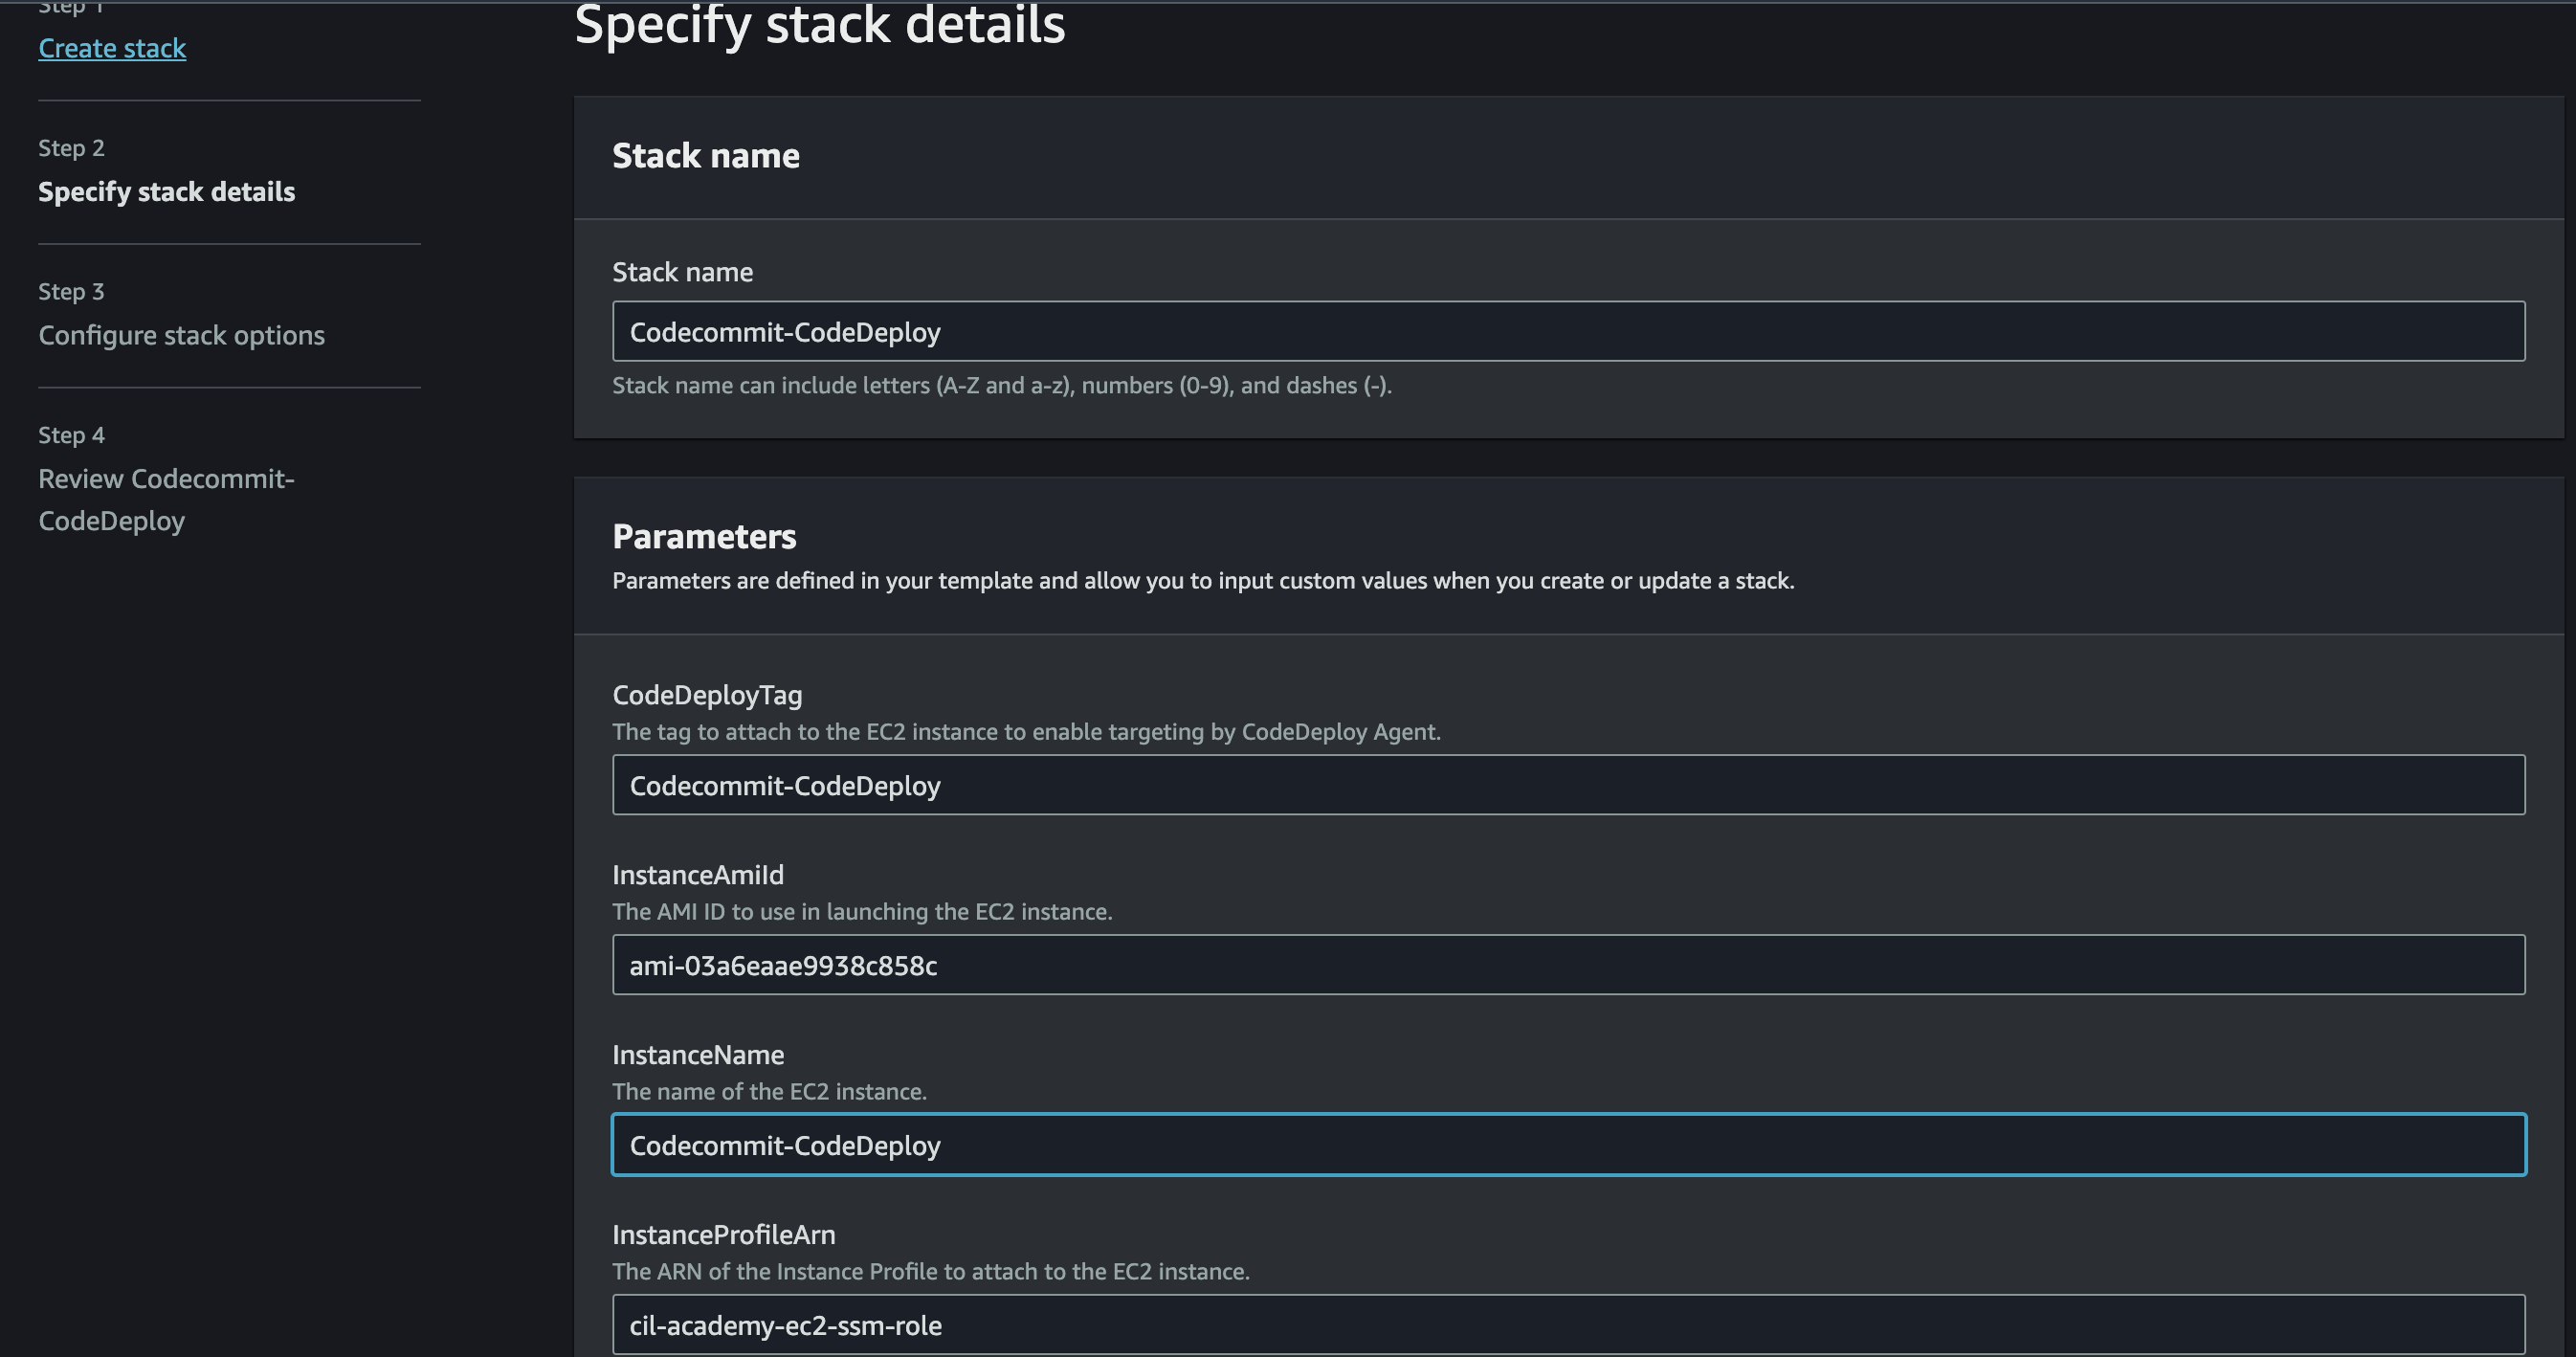 Step 1
Create stack
Step 2
Specify stack details
Step 3
Configure stack options
Step 4
Review Codecommit-
CodeDeploy
Specify stack details
Stack name
Stack name
Codecommit-CodeDeploy
Stack name can include letters (A-Z and a-z), numbers (0-9), and dashes (-).
Parameters
Parameters are defined in your template and allow you to input custom values when you create or update a stack.
CodeDeployTag
The tag to attach to the EC2 instance to enable targeting by CodeDeploy Agent.
Codecommit-CodeDeploy
InstanceAmiId
The AMI ID to use in launching the EC2 instance.
ami-03a6eaae9938c858c
InstanceName
The name of the EC2 instance.
Codecommit-CodeDeploy
InstanceProfileArn
The ARN of the Instance Profile to attach to the EC2 instance.
cil-academy-ec2-ssm-role